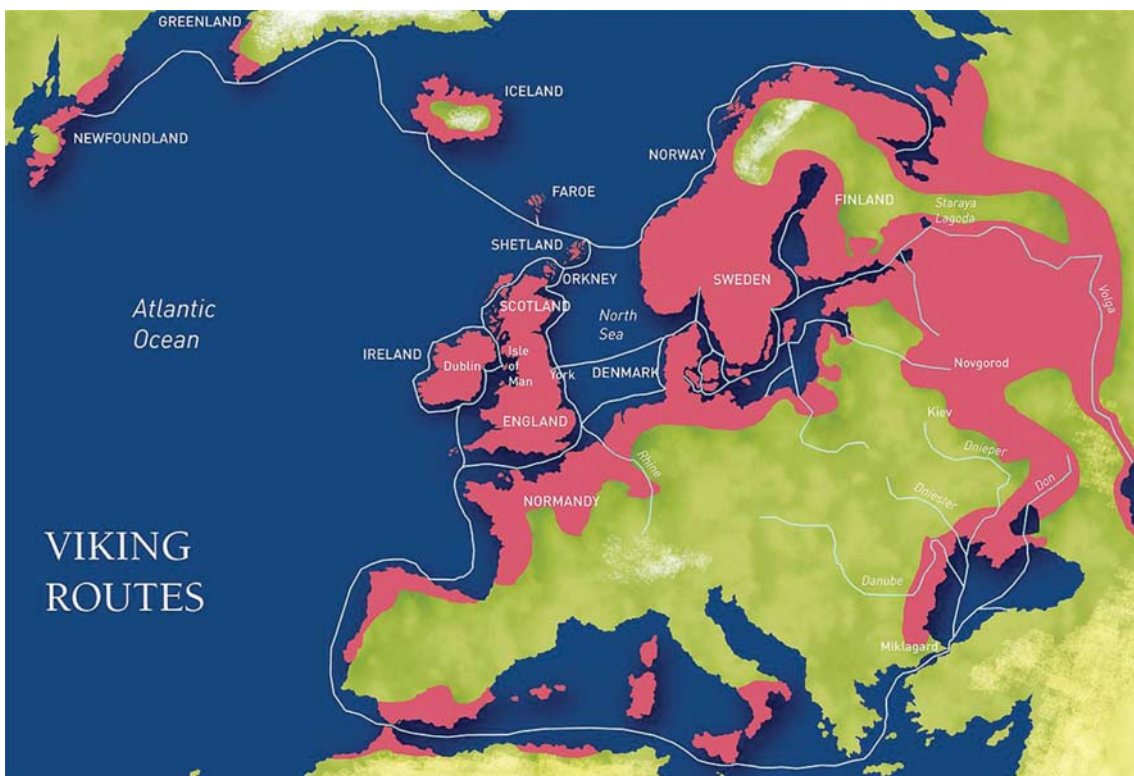 GREENLAND
ICELAND
NEWFOUNDLAND
NORWAY
FAROE
FINLAND
Staraya
Lagoda
SHETLAND
ORKNEY
SWEDEN
SCOTLAND
Volga
Atlantic
Ocean
North
Sea
IRELAND
Isle
of
Man
Dublin
York
DENMARK
Novgorod
ENGLAND
Kiev
Dnieper
Rhine
Don
Dniester
NORMANDY
VIKING
ROUTES
Danube
Miklagard